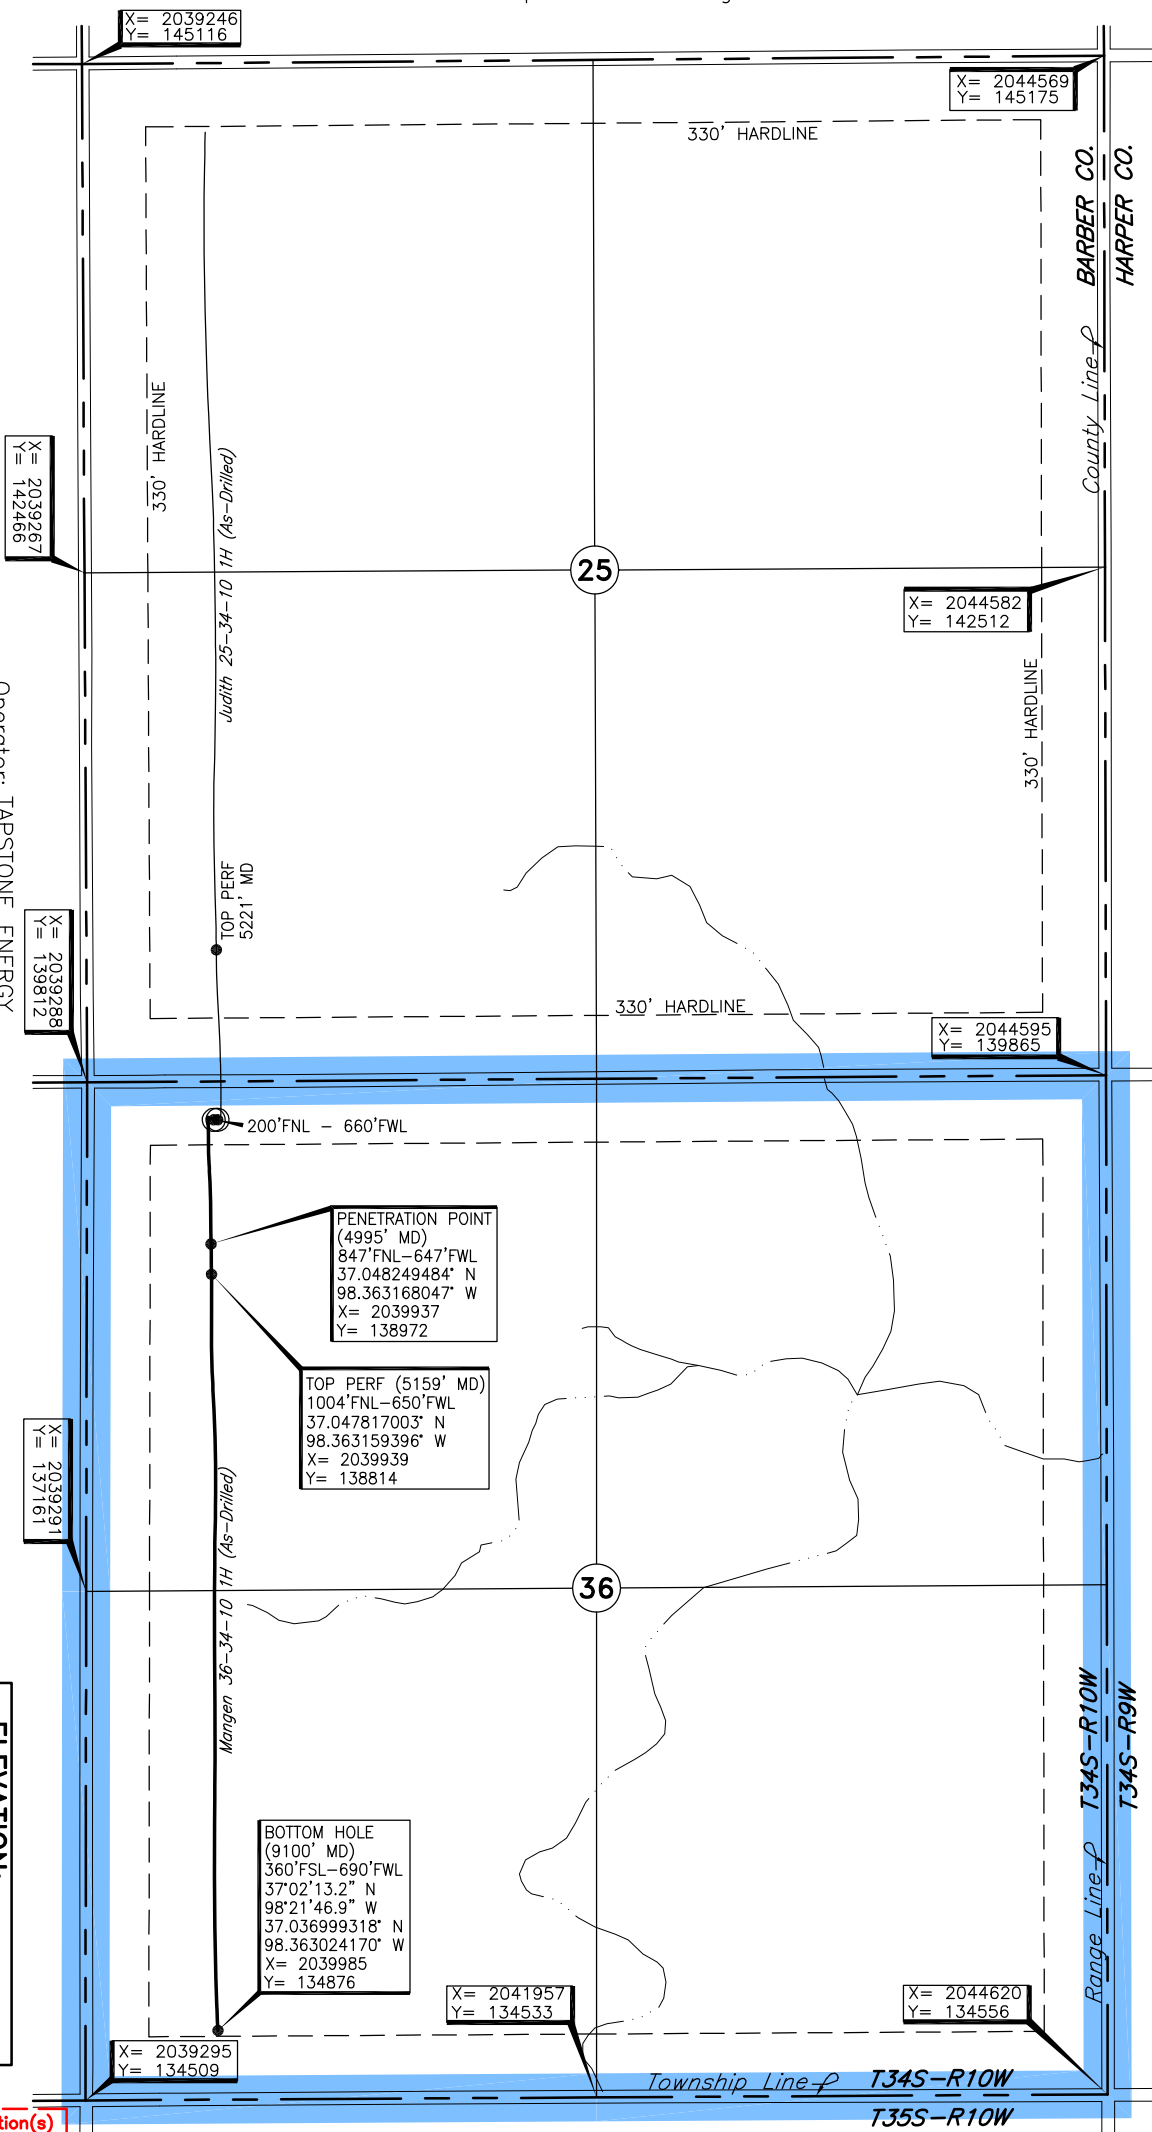 X= 2039246
Y= 145116
X= 2044569
Y= 145175
330' HARDLINE
BARBER CO.
HARPER CO.
County Line
330' HARDLINE
X= 2039267
Y= 142466
Judith 25-34-10 1H (As-Drilled)
25
X= 2044582
Y= 142512
330' HARDLINE
Operator: TAPSTONE ENERGY
TOP PERF
5221' MD
X= 2039288
Y= 139812
330' HARDLINE
X= 2044595
Y= 139865
200'FNL - 660'FWL
PENETRATION POINT
(4995' MD)
847'FNL-647'FWL
37.048249484° N
98.363168047° W
X= 2039937
Y= 138972
TOP PERF (5159' MD)
1004'FNL-650'FWL
37.047817003° N
98.363159396° W
X= 2039939
Y= 138814
X= 2039291
Y= 137161
Mangen 36-34-10 1H (As-Drilled)
36
T34S-R10W
T34S-R9W
Range Line
ELEVATION:
BOTTOM HOLE
(9100' MD)
360'FSL-690'FWL
37°02'13.2" N
98°21'46.9" W
37.036999318° N
98.363024170° W
X= 2039985
Y= 134876
X= 2041957
Y= 134533
X= 2044620
Y= 134556
X= 2039295
Y= 134509
Township Line
T34S-R10W
T35S-R10W
tion(s)